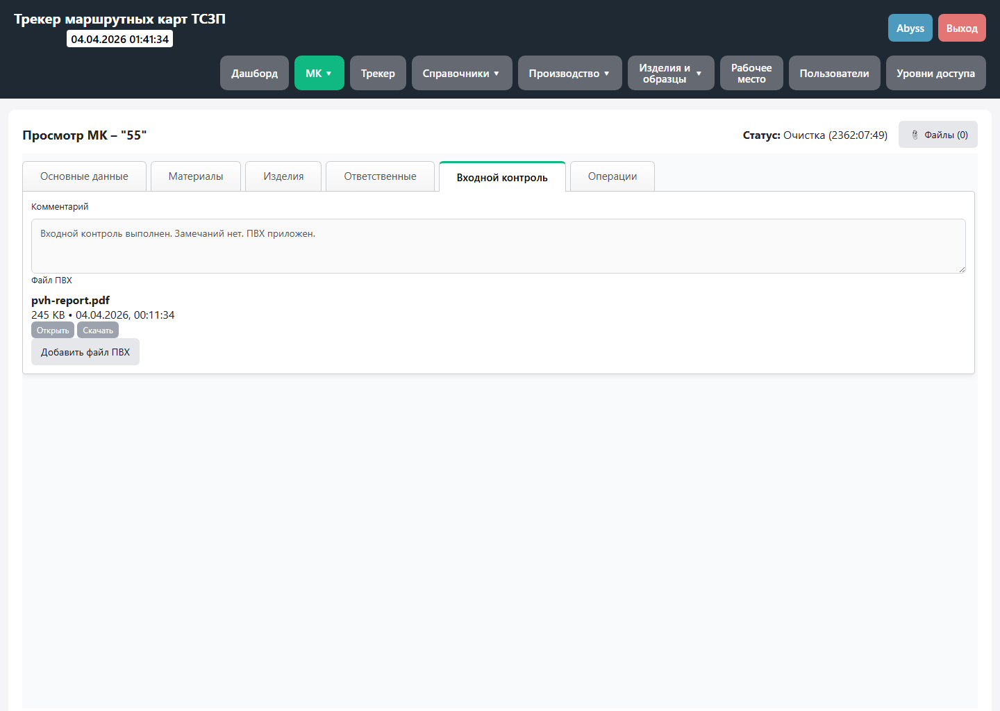 Трекер маршрутных карт ТСЗП
04.04.2026 01:41:34
Abyss
Выход
Дашборд
МК ▼
Трекер
Справочники ▼
Производство ▼
Изделия и
образцы ▼
Рабочее
место
Пользователи
Уровни доступа
Просмотр МК – "55"
Статус: Очистка (2362:07:49)
Файлы (0)
Основные данные
Материалы
Изделия
Ответственные
Входной контроль
Операции
Комментарий
Входной контроль выполнен. Замечаний нет. ПВХ приложен.
Файл ПВХ
pvh-report.pdf
245 KB • 04.04.2026, 00:11:34
Открыть
Скачать
Добавить файл ПВХ